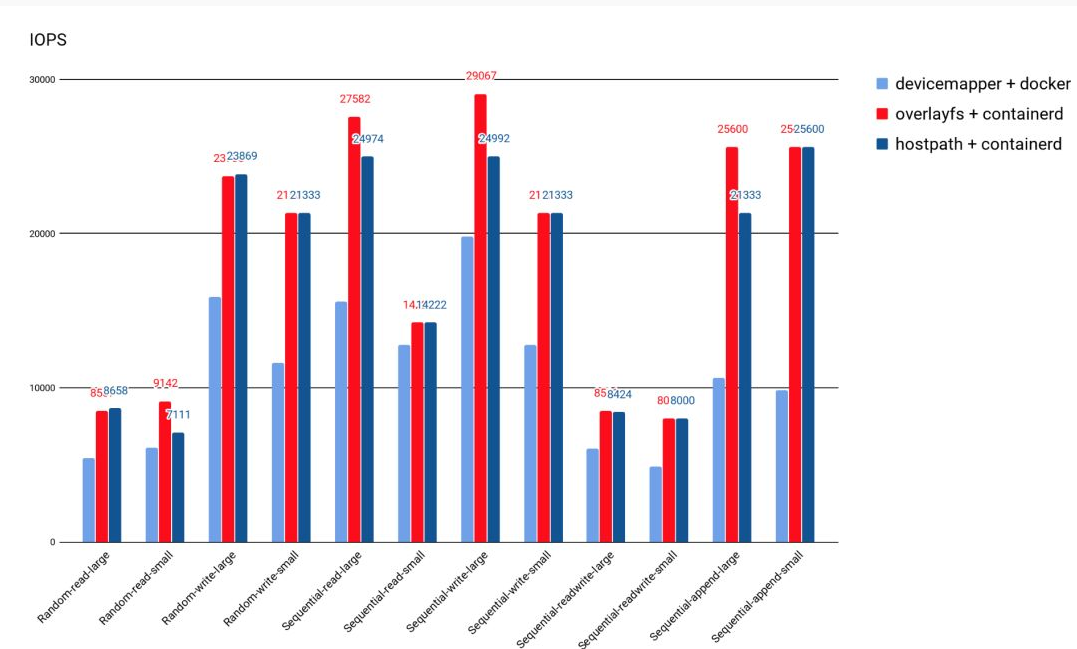 IOPS
devicemapper + docker
overlayfs + containerd
hostpath + containerd
30000
20000
10000
0
8658
9142
7111
23869
21333
27582
24974
14222
29067
24992
21333
8424
8000
25600
21333
25600
Random-read-large
Random-read-small
Random-write-large
Random-write-small
Sequential-read-large
Sequential-read-small
Sequential-write-large
Sequential-write-small
Sequential-readwrite-large
Sequential-readwrite-small
Sequential-append-large
Sequential-append-small